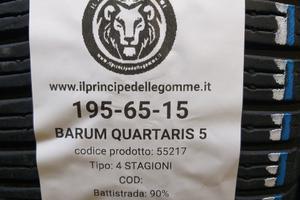 www.ilprincipedellegomme.it
195-65-15
BARUM QUARTARIS 5
codice prodotto: 55217
Tipo: 4 STAGIONI
COD:
Battistrada: 90%